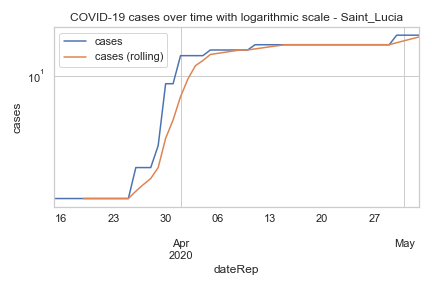 COVID-19 cases over time with logarithmic scale - Saint_Lucia
cases
cases (rolling)
10¹
cases
16 23 30 06 13 20 27
Apr May
2020
dateRep